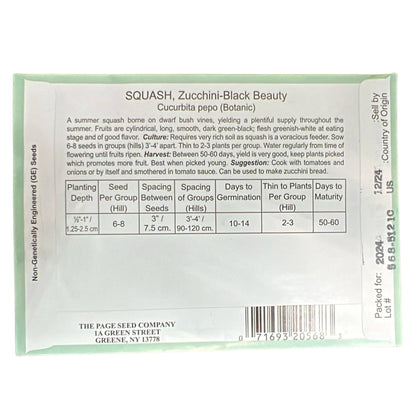 SQUASH, Zucchini-Black Beauty
Cucurbita pepo (Botanic)
A summer squash borne on dwarf bush vines, yielding a plentiful supply throughout the
summer. Fruits are cylindrical, long, smooth, dark green-black; flesh greenish-white at eating
stage and of good flavor. Culture: Requires very rich soil as squash is a voracious feeder. Sow
6-8 seeds in groups (hills) 3'-4' apart. Thin to 2-3 plants per group. Water regularly from time of
flowering until fruits ripen. Harvest: Between 50-60 days, yield is very good, keep plants picked
which promotes more fruit. Best when picked young. Suggestion: Cook with tomatoes and
onions or by itself and smothered in tomato sauce. Can be used to make zucchini bread.
Planting Depth Seed Per Group (Hill) Spacing Between Seeds Spacing of Groups (Hills) Days to Germination Thin to Plants Per Group (Hill) Days to Maturity
½"-1" / 1.25-2.5 cm 6-8 3" / 7.5 cm. 3'-4' / 90-120 cm. 10-14 2-3 50-60
THE PAGE SEED COMPANY
1A GREEN STREET
GREENE, NY 13778
0 71693 20568 3
Non-Genetically Engineered (GE) Seeds
Packed for: 2024 12/24 :Sell by
Lot # 568-5121C US :Country of Origin